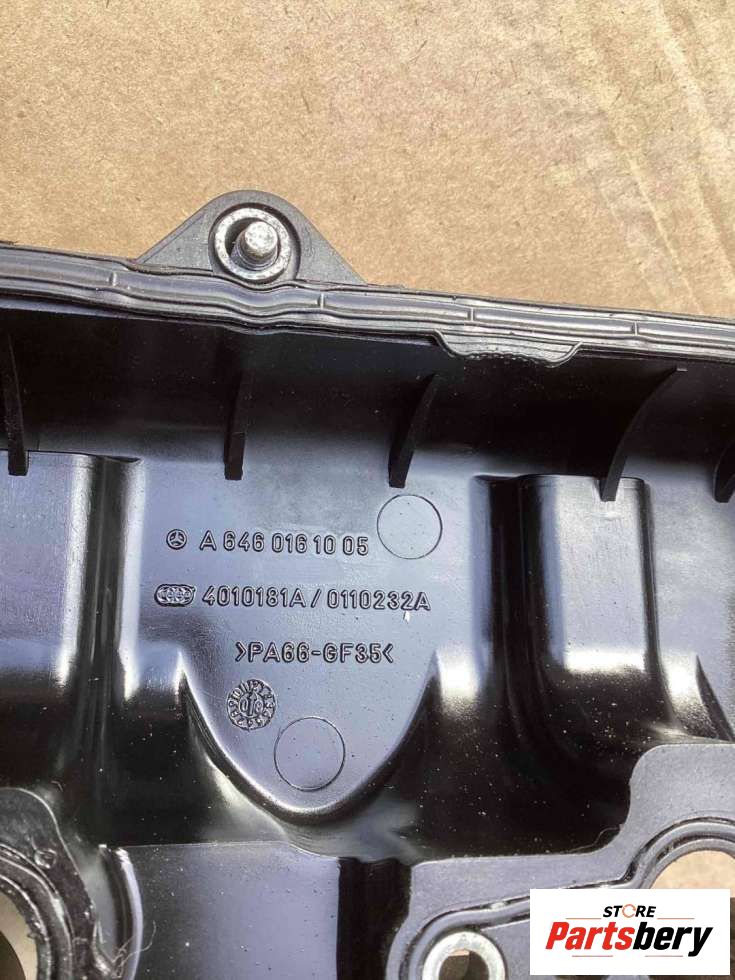 A 646 016 10 05
4010181A / 0110232A
>PA66-GF35<
STORE
Partsbery